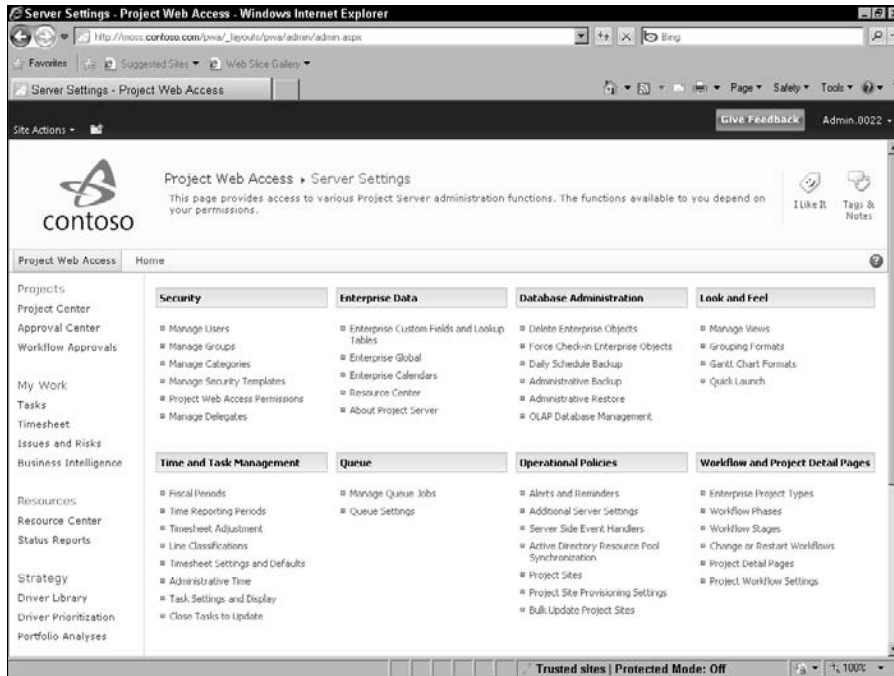 Server Settings - Project Web Access - Windows Internet Explorer
http://moss.contoso.com/pwa/_layouts/pwa/admin/admin.aspx
Bing
Favorites
Suggested Sites
Web Slice Gallery
Server Settings - Project Web Access
Page
Safety
Tools
Site Actions
Give Feedback
Admin.0022
contoso
Project Web Access
Server Settings
This page provides access to various Project Server administration functions. The functions available to you depend on
your permissions.
I Like It
Tags &
Notes
Project Web Access
Home
Projects
Project Center
Approval Center
Workflow Approvals
My Work
Tasks
Timesheet
Issues and Risks
Business Intelligence
Resources
Resource Center
Status Reports
Strategy
Driver Library
Driver Prioritization
Portfolio Analyses
Security
Manage Users
Manage Groups
Manage Categories
Manage Security Templates
Project Web Access Permissions
Manage Delegates
Enterprise Data
Enterprise Custom Fields and Lookup
Tables
Enterprise Global
Enterprise Calendars
Resource Center
About Project Server
Database Administration
Delete Enterprise Objects
Force Check-in Enterprise Objects
Daily Schedule Backup
Administrative Backup
Administrative Restore
OLAP Database Management
Look and Feel
Manage Views
Grouping Formats
Gantt Chart Formats
Quick Launch
Time and Task Management
Fiscal Periods
Time Reporting Periods
Timesheet Adjustment
Line Classifications
Timesheet Settings and Defaults
Administrative Time
Task Settings and Display
Close Tasks to Update
Queue
Manage Queue Jobs
Queue Settings
Operational Policies
Alerts and Reminders
Additional Server Settings
Server Side Event Handlers
Active Directory Resource Pool
Synchronization
Project Sites
Project Site Provisioning Settings
Bulk Update Project Sites
Workflow and Project Detail Pages
Enterprise Project Types
Workflow Phases
Workflow Stages
Change or Restart Workflows
Project Detail Pages
Project Workflow Settings
Trusted sites | Protected Mode: Off
100%